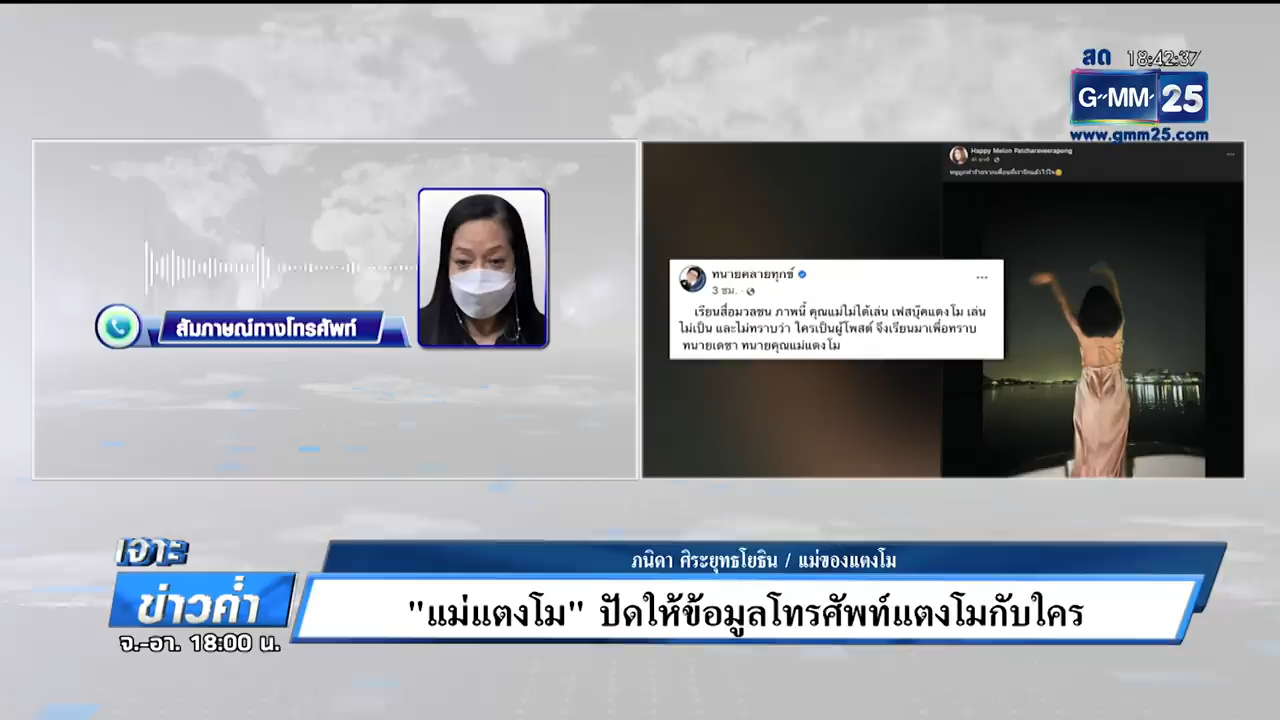 สด 18:42:37
GMM 25
www.gmm25.com
Happy Melon Patcharaveerapong
สัมภาษณ์ทางโทรศัพท์
ทนายคลายทุกข์
3 ชม.
เรียนสื่อมวลชน ภาพนี้ คุณแม่ไม่ได้เล่น เฟสบุ๊คแตงโม เล่น
ไม่เป็น และไม่ทราบว่า ใครเป็นผู้โพสต์ จึงเรียนมาเพื่อทราบ
ทนายเดชา ทนายคุณแม่แตงโม
เจาะ
ข่าวค่ำ
จ.-อา. 18:00 น.
ภนิดา ศิระยุทธโยธิน / แม่ของแตงโม
"แม่แตงโม" ปัดให้ข้อมูลโทรศัพท์แตงโมกับใคร